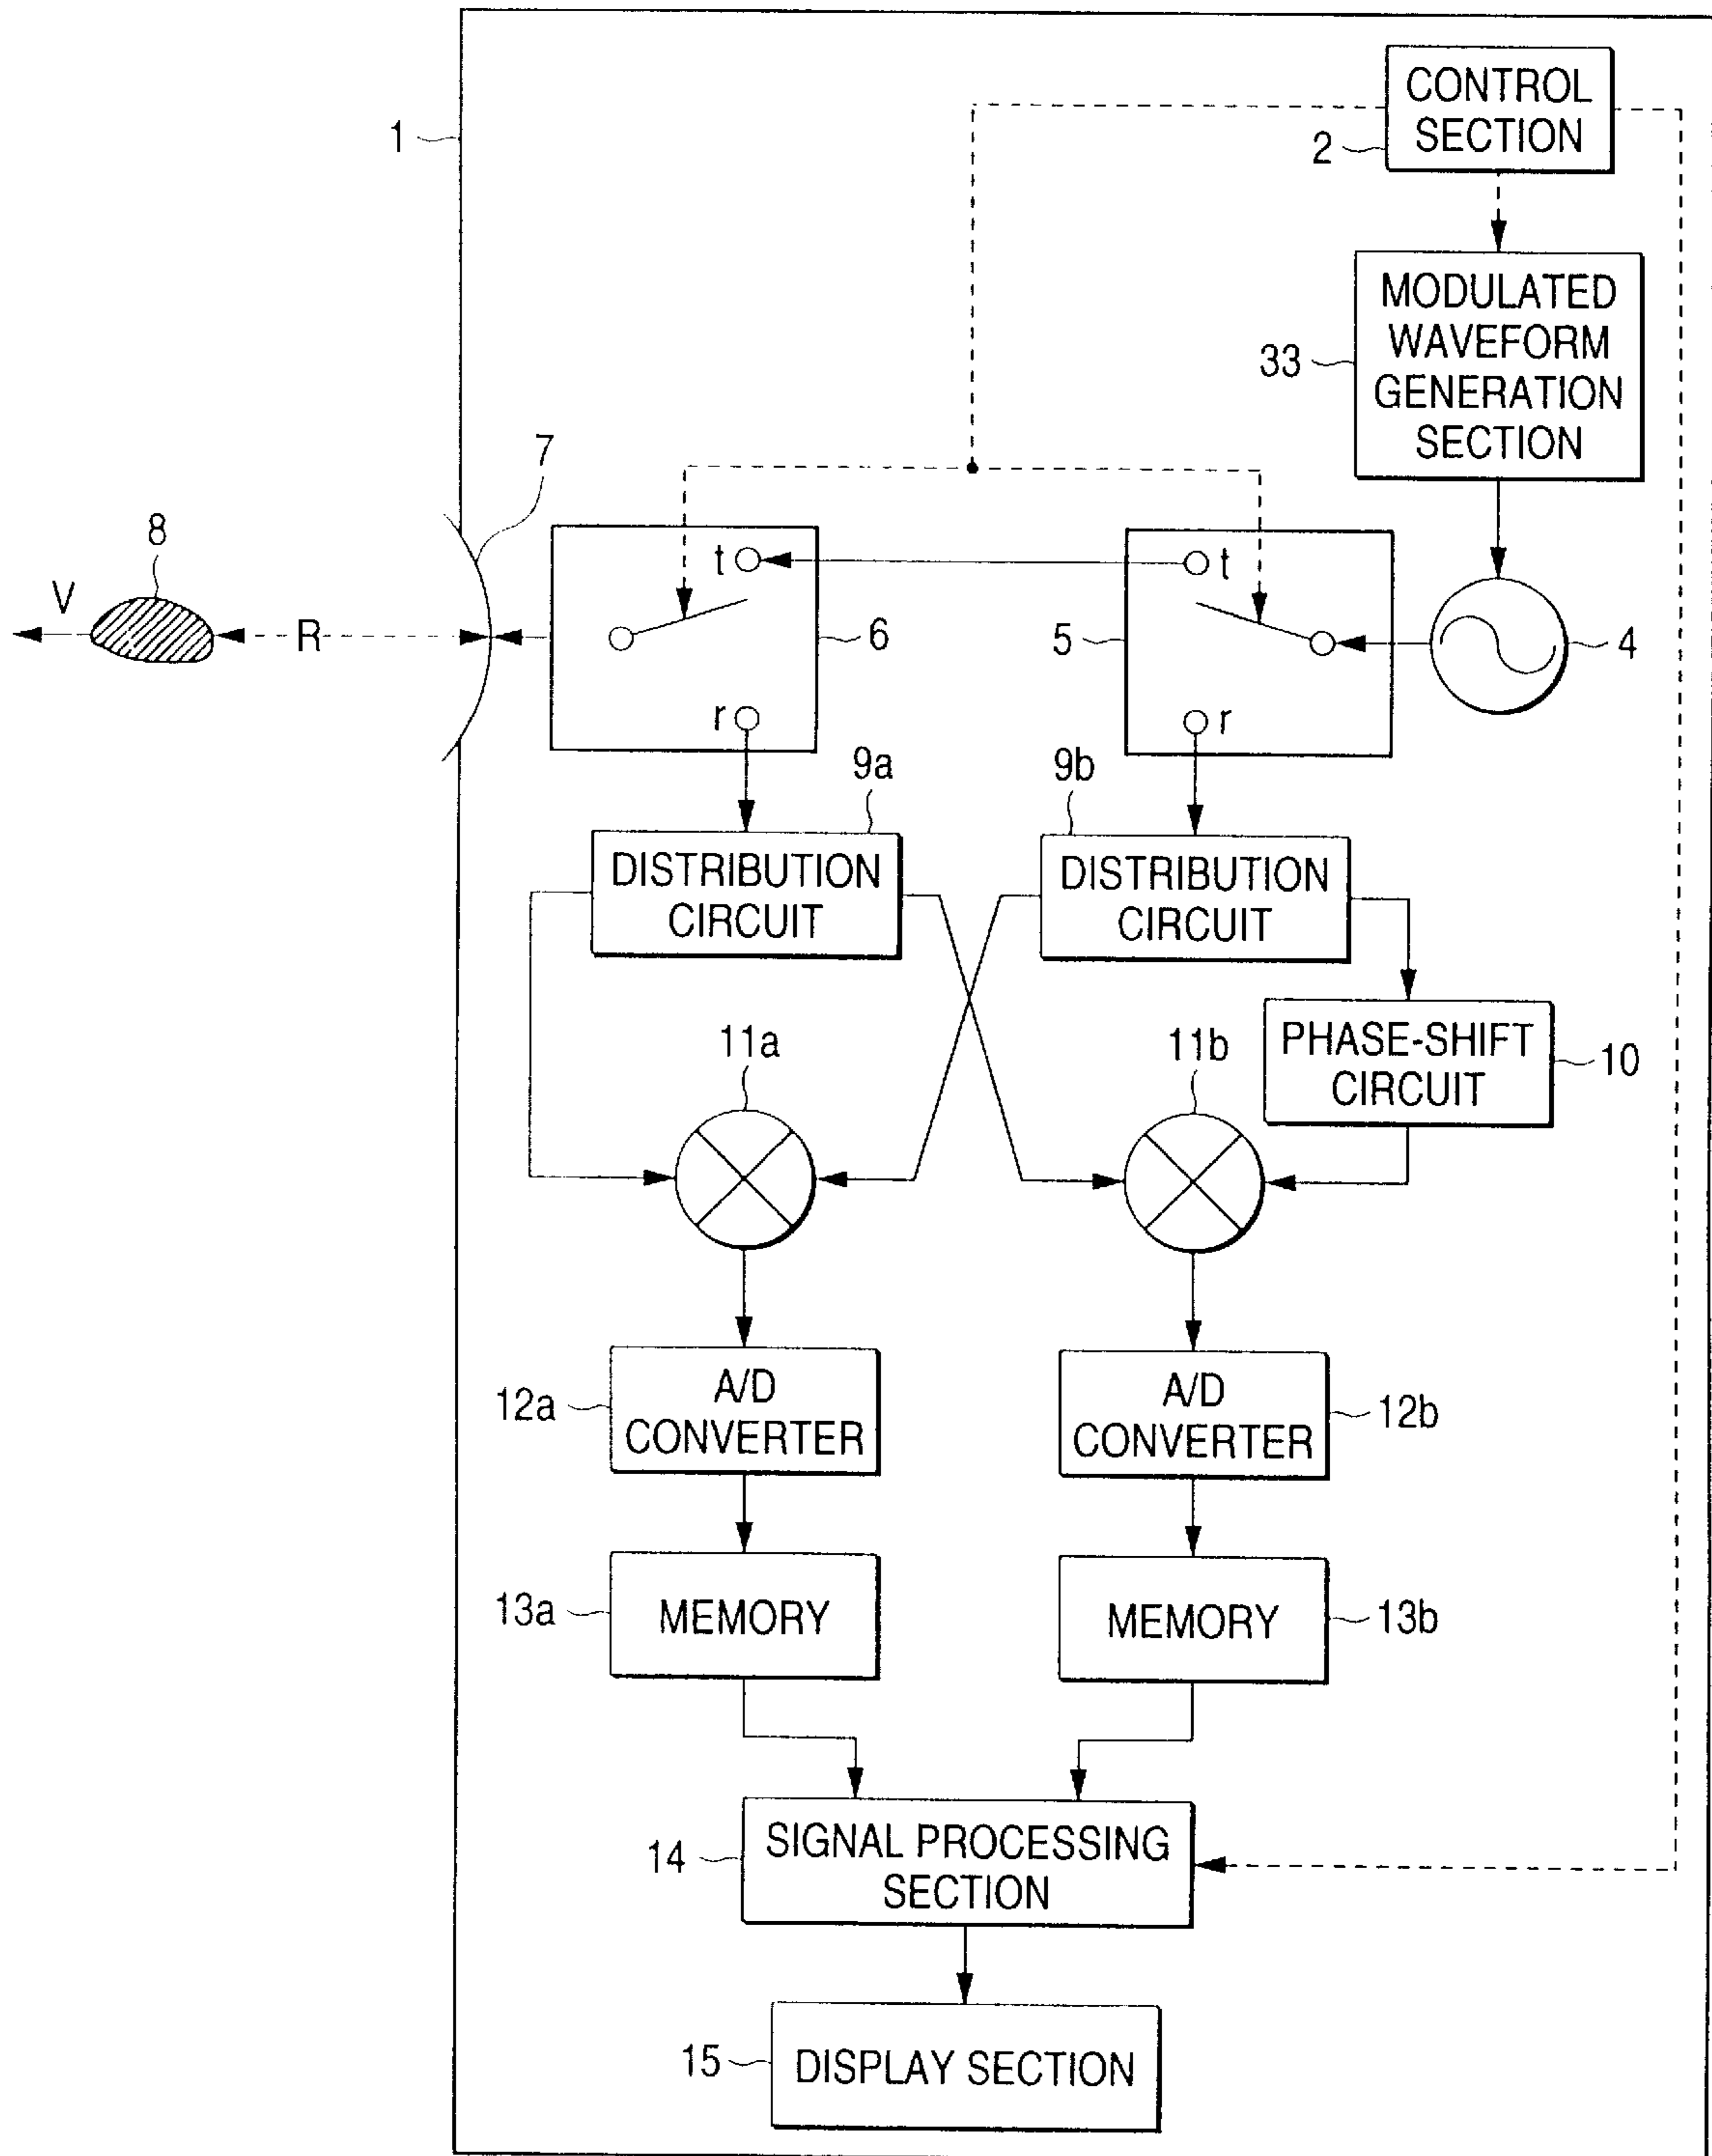 CONTROL
SECTION
1
2
MODULATED
WAVEFORM
GENERATION
SECTION
33
7
8
V
R
t
t
6
5
4
r
r
9a
9b
DISTRIBUTION
CIRCUIT
DISTRIBUTION
CIRCUIT
11a
11b
PHASE-SHIFT
CIRCUIT
10
12a
A/D
CONVERTER
A/D
CONVERTER
12b
13a
MEMORY
MEMORY
13b
14
SIGNAL PROCESSING
SECTION
15
DISPLAY SECTION